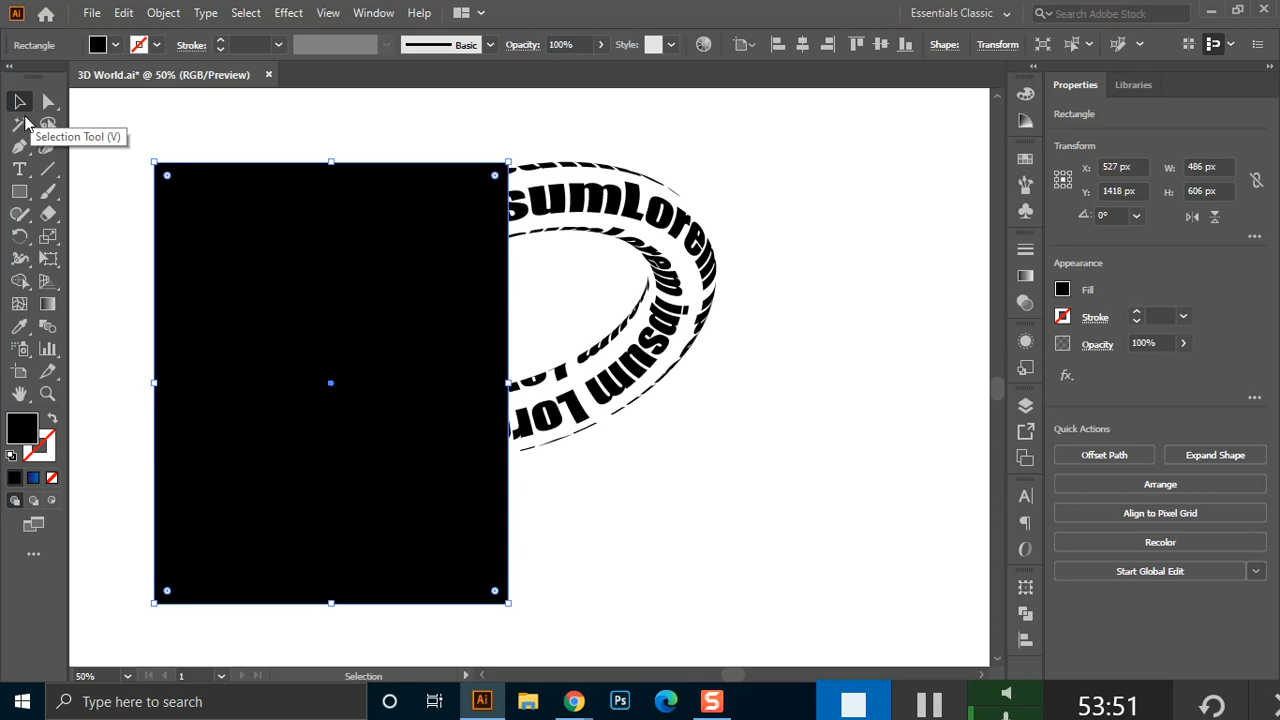 Ai File Edit Object Type Select Effect View Window Help Essentials Classic Search Adobe Stock
Rectangle Stroke: Basic Opacity: 100% Style: Shape: Transform
3D World.ai* @ 50% (RGB/Preview)
Properties Libraries
Selection Tool (V)
Rectangle
Transform
X: 527 px W: 486 px
Y: 1418 px H: 606 px
0°
Appearance
Fill
Stroke
Opacity 100%
fx.
Quick Actions
Offset Path Expand Shape
Arrange
Align to Pixel Grid
Recolor
Start Global Edit
sumLorem ipsum Lor
50% 1 Selection
Type here to search Ai Ps S 53:51